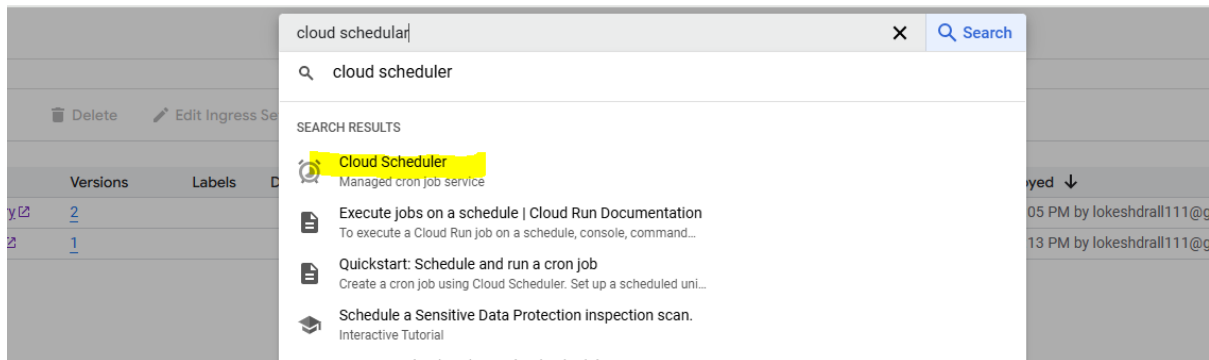 cloud schedular
Search
cloud scheduler
Delete
Edit Ingress Se
SEARCH RESULTS
Cloud Scheduler
Managed cron job service
Versions
Labels
D
yed
Execute jobs on a schedule | Cloud Run Documentation
To execute a Cloud Run job on a schedule, console, command...
y
2
05 PM by lokeshdrall111@g
1
13 PM by lokeshdrall111@g
Quickstart: Schedule and run a cron job
Create a cron job using Cloud Scheduler. Set up a scheduled uni...
Schedule a Sensitive Data Protection inspection scan.
Interactive Tutorial